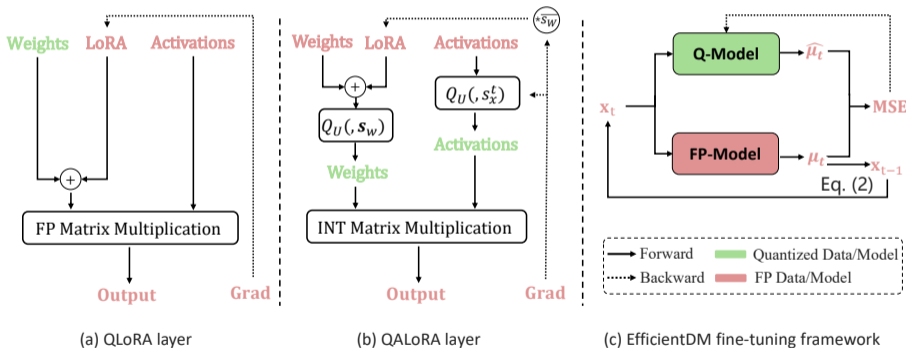 Weights LoRA Activations
+
FP Matrix Multiplication
Output Grad
(a) QLoRA layer
*s̄_W
Weights LoRA Activations
+
Q_U(, s_x^t)
Q_U(, s_w)
Activations
Weights
INT Matrix Multiplication
Output Grad
(b) QALoRA layer
Q-Model
μ̂_t
x_t
MSE
FP-Model
μ_t
x_{t−1}
Eq. (2)
Forward Quantized Data/Model
Backward FP Data/Model
(c) EfficientDM fine-tuning framework